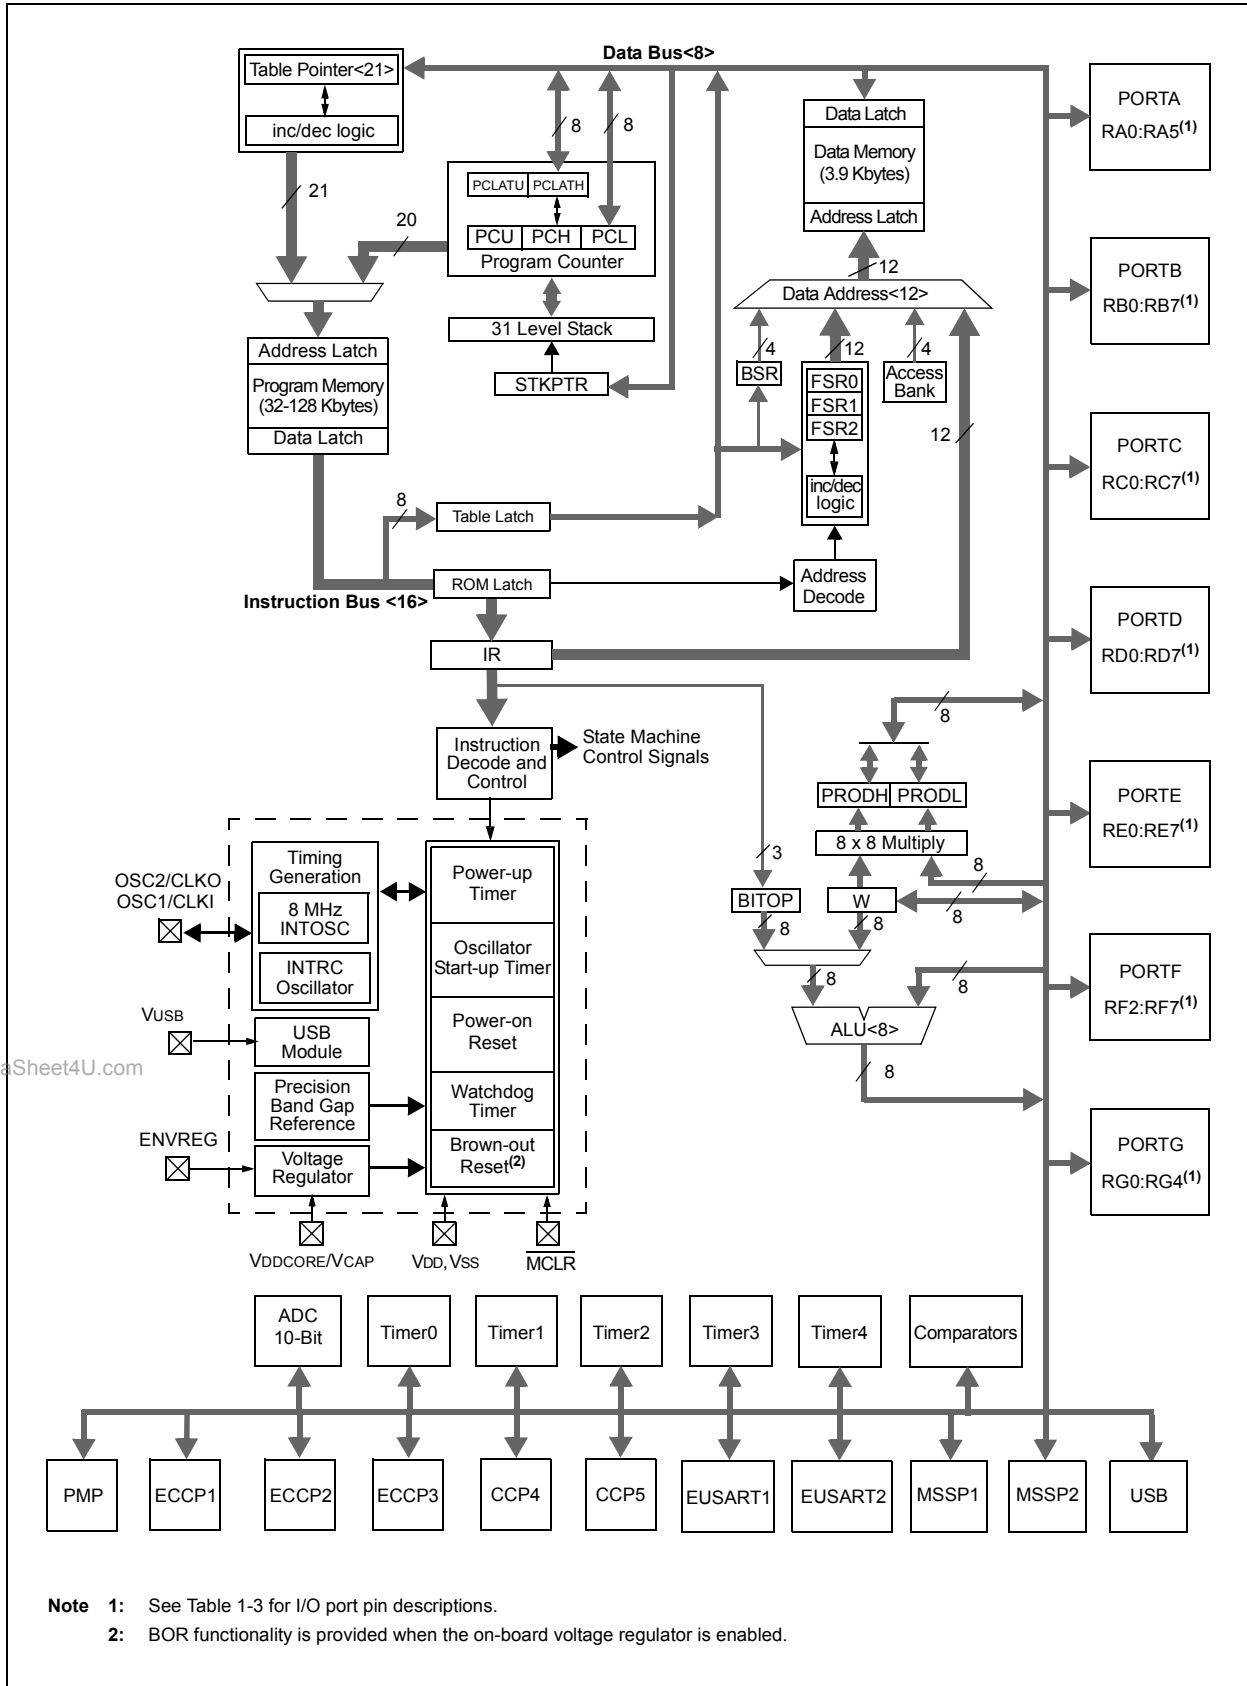 Data Bus<8>
Table Pointer<21>
inc/dec logic
21
8
8
PCLATU
PCLATH
20
PCU
PCH
PCL
Program Counter
31 Level Stack
STKPTR
Address Latch
Program Memory
(32-128 Kbytes)
Data Latch
8
Table Latch
ROM Latch
Instruction Bus <16>
IR
Data Latch
Data Memory
(3.9 Kbytes)
Address Latch
12
Data Address<12>
4
12
4
BSR
FSR0
FSR1
FSR2
inc/dec
logic
Access
Bank
12
Address
Decode
Instruction
Decode and
Control
State Machine
Control Signals
8
PRODH
PRODL
8 x 8 Multiply
3
8
BITOP
W
8
8
8
8
8
ALU<8>
8
OSC2/CLKO
OSC1/CLKI
Timing
Generation
8 MHz
INTOSC
INTRC
Oscillator
VUSB
USB
Module
Precision
Band Gap
Reference
ENVREG
Voltage
Regulator
Power-up
Timer
Oscillator
Start-up Timer
Power-on
Reset
Watchdog
Timer
Brown-out
Reset(2)
VDDCORE/VCAP
VDD, VSS
MCLR
aSheet4U.com
PORTA
RA0:RA5(1)
PORTB
RB0:RB7(1)
PORTC
RC0:RC7(1)
PORTD
RD0:RD7(1)
PORTE
RE0:RE7(1)
PORTF
RF2:RF7(1)
PORTG
RG0:RG4(1)
ADC
10-Bit
Timer0
Timer1
Timer2
Timer3
Timer4
Comparators
PMP
ECCP1
ECCP2
ECCP3
CCP4
CCP5
EUSART1
EUSART2
MSSP1
MSSP2
USB
Note 1: See Table 1-3 for I/O port pin descriptions.
2: BOR functionality is provided when the on-board voltage regulator is enabled.